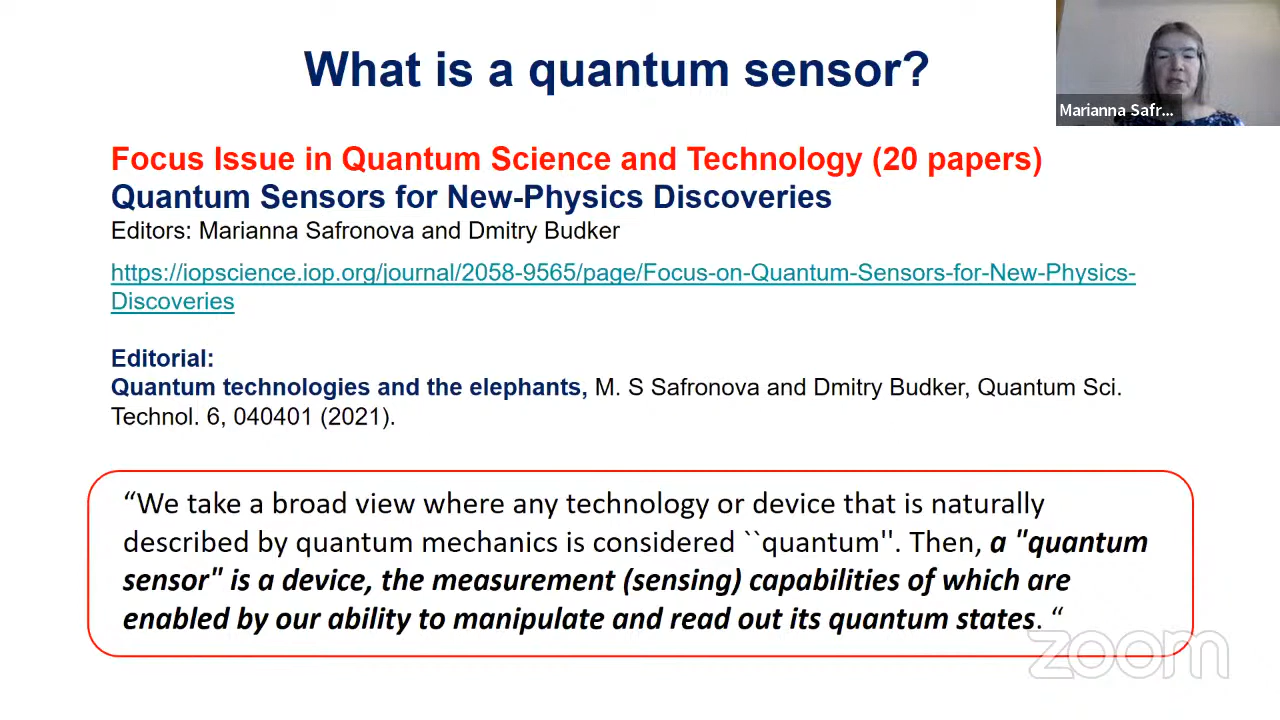 What is a quantum sensor?
Marianna Safr...
Focus Issue in Quantum Science and Technology (20 papers)
Quantum Sensors for New-Physics Discoveries
Editors: Marianna Safronova and Dmitry Budker
https://iopscience.iop.org/journal/2058-9565/page/Focus-on-Quantum-Sensors-for-New-Physics-
Discoveries
Editorial:
Quantum technologies and the elephants, M. S Safronova and Dmitry Budker, Quantum Sci.
Technol. 6, 040401 (2021).
“We take a broad view where any technology or device that is naturally
described by quantum mechanics is considered ``quantum''. Then, a "quantum
sensor" is a device, the measurement (sensing) capabilities of which are
enabled by our ability to manipulate and read out its quantum states. “
zoom